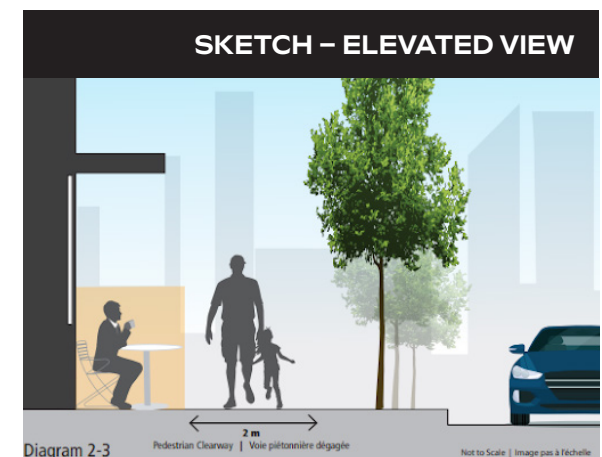 SKETCH – ELEVATED VIEW
2 m
Pedestrian Clearway | Voie piétonnière dégagée
Diagram 2-3
Not to Scale | Image pas à l'échelle